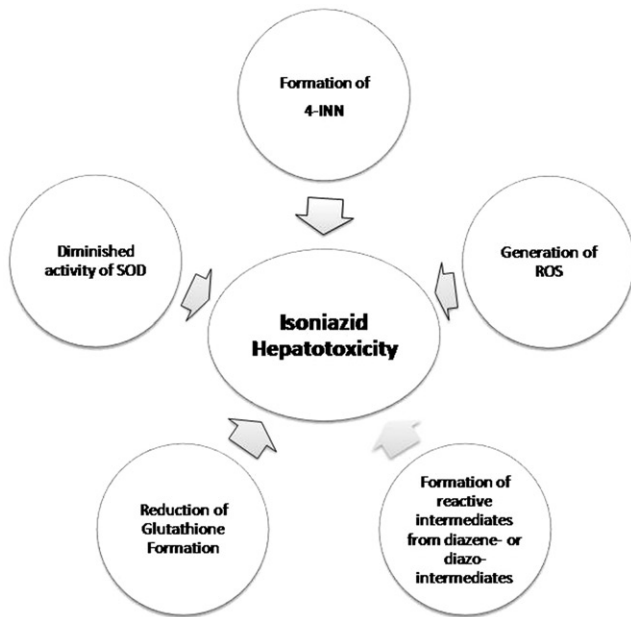 Formation of
4-INN
Diminished
activity of SOD
Generation of
ROS
Isoniazid
Hepatotoxicity
Reduction of
Glutathione
Formation
Formation of
reactive
intermediates
from diazene- or
diazo-
intermediates